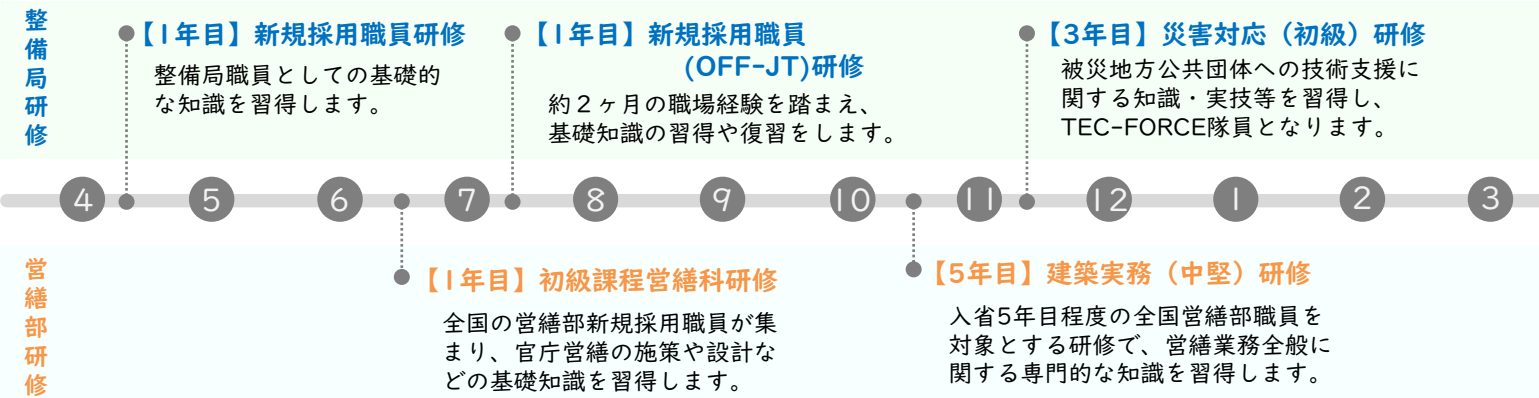 整備局研修
【1年目】新規採用職員研修
整備局職員としての基礎的
な知識を習得します。
【1年目】新規採用職員
(OFF-JT)研修
約２ヶ月の職場経験を踏まえ、
基礎知識の習得や復習をします。
【3年目】災害対応（初級）研修
被災地方公共団体への技術支援に
関する知識・実技等を習得し、
TEC-FORCE隊員となります。
4 5 6 7 8 9 10 11 12 1 2 3
営繕部研修
【1年目】初級課程営繕科研修
全国の営繕部新規採用職員が集
まり、官庁営繕の施策や設計な
どの基礎知識を習得します。
【5年目】建築実務（中堅）研修
入省5年目程度の全国営繕部職員を
対象とする研修で、営繕業務全般に
関する専門的な知識を習得します。